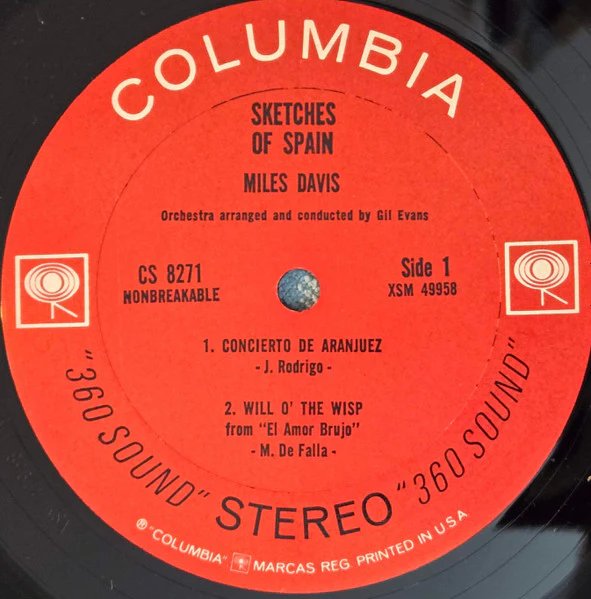 COLUMBIA
SKETCHES
OF SPAIN
MILES DAVIS
Orchestra arranged and conducted by Gil Evans
CS 8271
NONBREAKABLE
Side 1
XSM 49958
1. CONCIERTO DE ARANJUEZ
- J. Rodrigo -
2. WILL O' THE WISP
from "El Amor Brujo"
- M. De Falla -
"360 SOUND" STEREO "360 SOUND"
® "COLUMBIA" MARCAS REG. PRINTED IN U S A